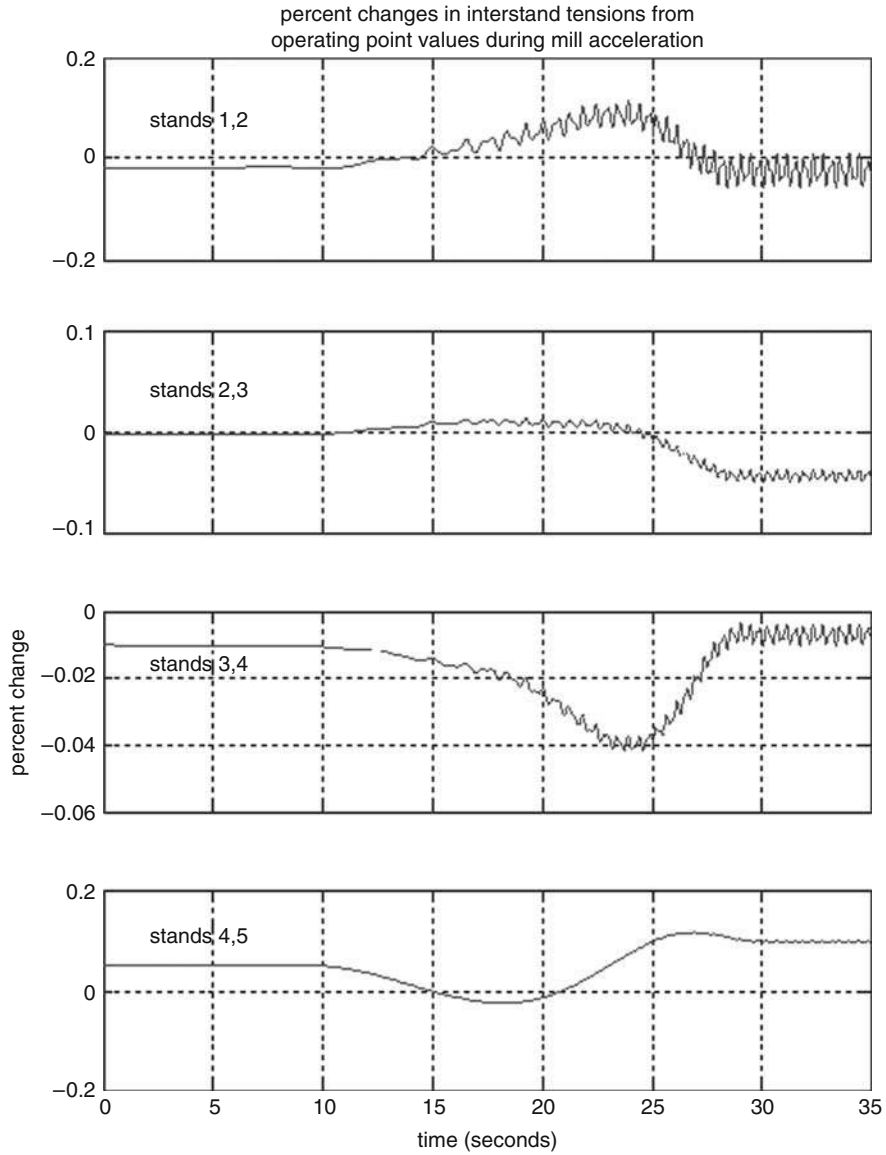 percent changes in interstand tensions from
operating point values during mill acceleration
0.2
stands 1,2
0
−0.2
0.1
stands 2,3
0
−0.1
0
stands 3,4
−0.02
−0.04
−0.06
percent change
0.2
stands 4,5
0
−0.2
0 5 10 15 20 25 30 35
time (seconds)